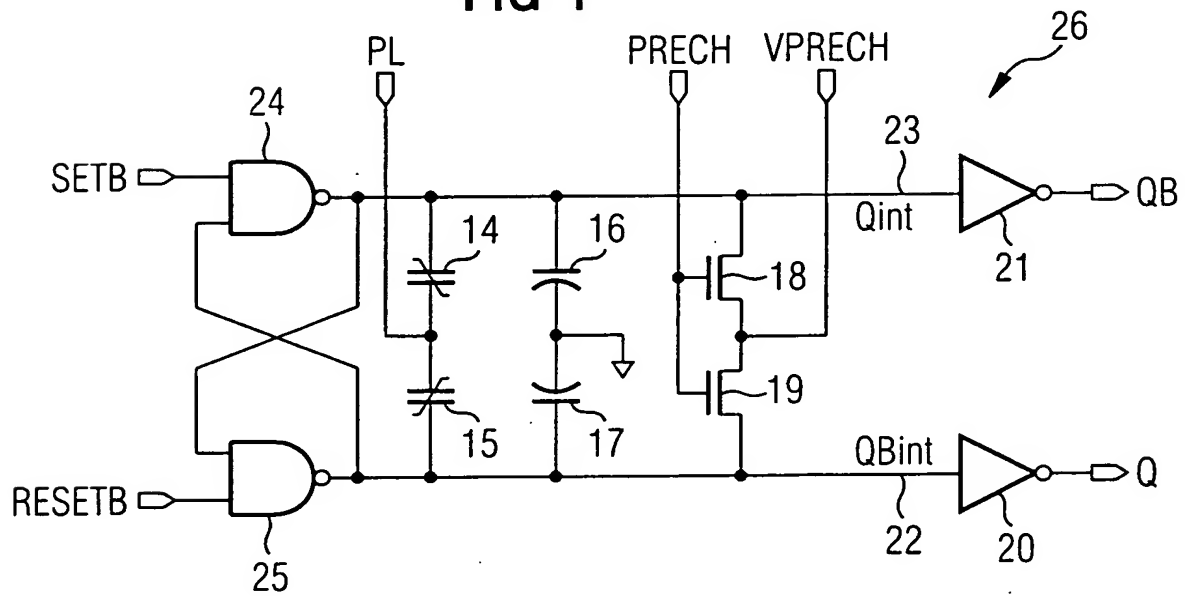 26
PL
PRECH
VPRECH
24
23
SETB
QB
Qint
14
16
18
21
15
17
19
QBint
RESETB
Q
22
20
25